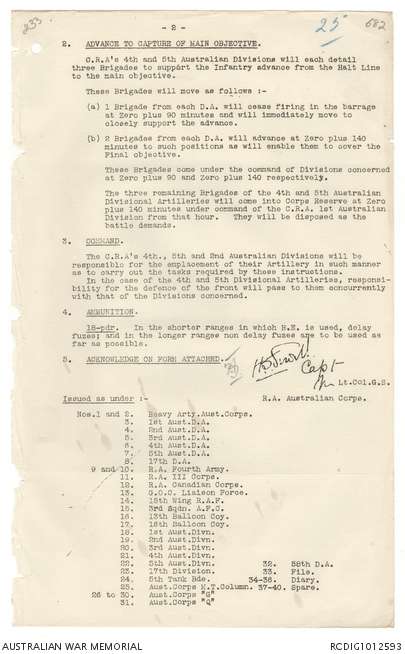 233
- 2 -
25
682
2. ADVANCE TO CAPTURE OF MAIN OBJECTIVE.
C.R.A's 4th and 5th Australian Divisions will each detail
three Brigades to support the Infantry advance from the Halt Line
to the main objective.
These Brigades will move as follows :-
(a) 1 Brigade from each D.A. will cease firing in the barrage
at Zero plus 90 minutes and will immediately move to
closely support the advance.
(b) 2 Brigades from each D.A. will advance at Zero plus 140
minutes to such positions as will enable them to cover the
Final objective.
These Brigades come under the command of Divisions concerned
at Zero plus 90 and Zero plus 140 respectively.
The three remaining Brigades of the 4th and 5th Australian
Divisional Artilleries will come into Corps Reserve at Zero
plus 140 minutes under command of the C.R.A. 1st Australian
Division from that hour. They will be disposed as the
battle demands.
3. COMMAND.
The C.R.A's 4th., 5th and 2nd Australian Divisions will be
responsible for the emplacement of their Artillery in such manner
as to carry out the tasks required by these instructions.
In the case of the 4th and 5th Divisional Artilleries, responsi-
bility for the defence of the front will pass to them concurrently
with that of the Divisions concerned.
4. AMMUNITION.
18-pdr. In the shorter ranges in which H.E. is used, delay
fuzes; and in the longer ranges non delay fuzes are to be used as
far as possible.
5. ACKNOWLEDGE ON FORM ATTACHED.
Capt
for Lt.Col.G.S.
Issued as under :- R.A. Australian Corps.
Nos.1 and 2. Heavy Arty.Aust.Corps.
3. 1st Aust.D.A.
4. 2nd Aust.D.A.
5. 3rd Aust.D.A.
6. 4th Aust.D.A.
7. 5th Aust.D.A.
8. 17th D.A.
9 and 10. R.A. Fourth Army.
11. R.A. III Corps.
12. R.A. Canadian Corps.
13. G.O.C. Liaison Force.
14. 15th Wing R.A.F.
15. 3rd Sqdn. A.F.C.
16. 13th Balloon Coy.
17. 18th Balloon Coy.
18. 1st Aust.Divn.
19. 2nd Aust.Divn.
20. 3rd Aust.Divn.
21. 4th Aust.Divn.
22. 5th Aust.Divn. 32. 58th D.A.
23. 17th Division. 33. File.
24. 5th Tank Bde. 34-36. Diary.
25. Aust.Corps M.T.Column. 37-40. Spare.
26 to 30. Aust.Corps "G"
31. Aust.Corps "Q"
AUSTRALIAN WAR MEMORIAL
RCDIG1012593